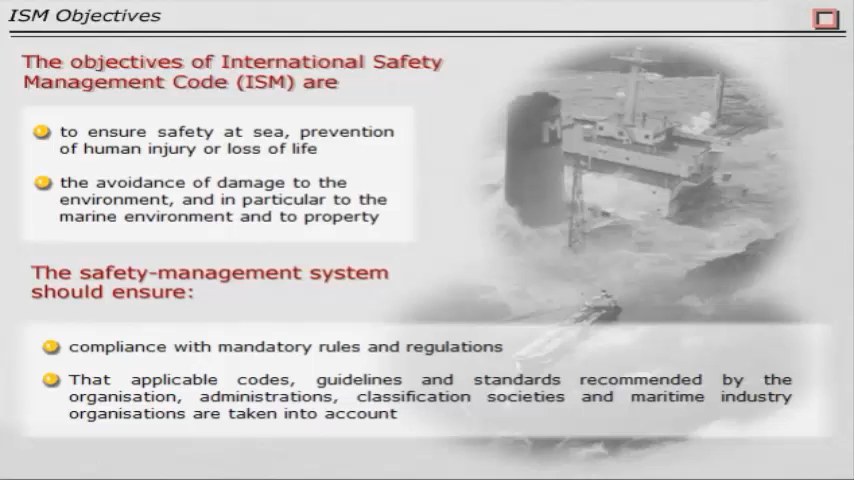 ISM Objectives
The objectives of International Safety
Management Code (ISM) are
to ensure safety at sea, prevention
of human injury or loss of life
the avoidance of damage to the
environment, and in particular to the
marine environment and to property
The safety-management system
should ensure:
compliance with mandatory rules and regulations
That applicable codes, guidelines and standards recommended by the
organisation, administrations, classification societies and maritime industry
organisations are taken into account
M